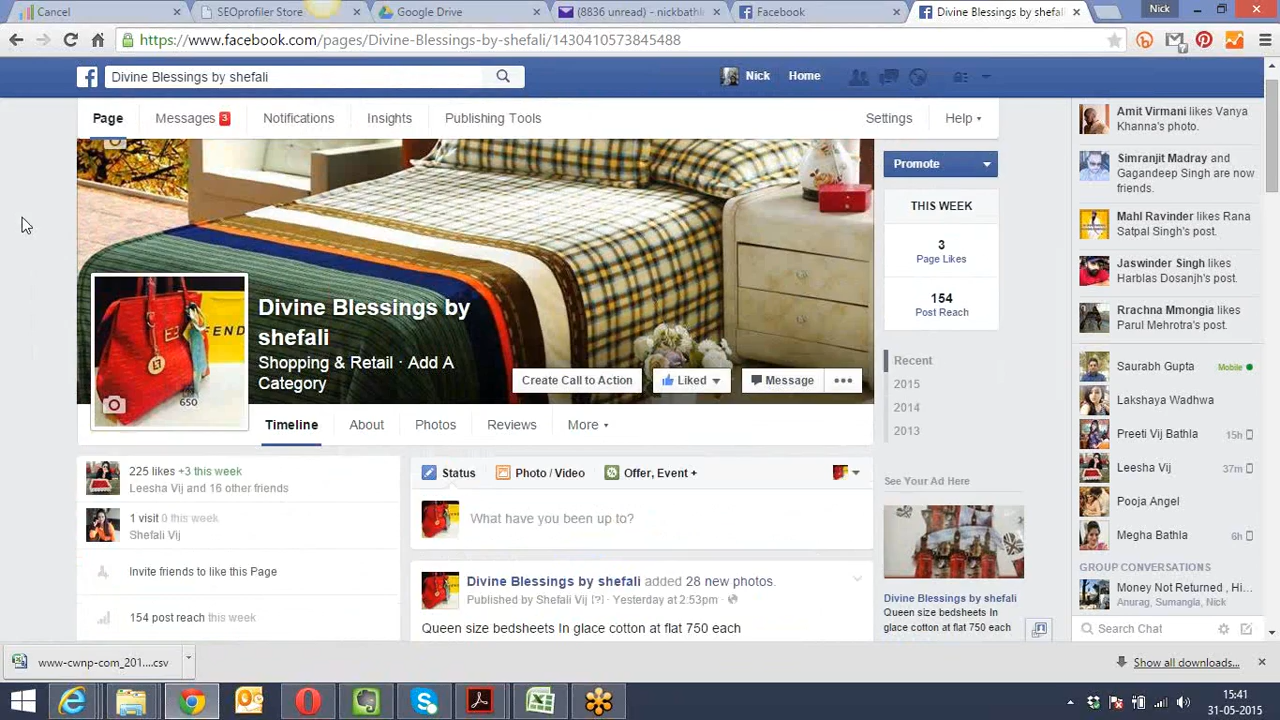 Cancel
SEOprofiler Store
Google Drive
(8836 unread) - nickbathl
Facebook
Divine Blessings by shefal
Nick
https://www.facebook.com/pages/Divine-Blessings-by-shefali/1430410573845488
Divine Blessings by shefali
Nick
Home
Page
Messages 3
Notifications
Insights
Publishing Tools
Settings
Help
Promote
THIS WEEK
3
Page Likes
154
Post Reach
Recent
2015
2014
2013
See Your Ad Here
Divine Blessings by shefali
Queen size bedsheets In
glace cotton at flat 750 each
FEND
650
Divine Blessings by
shefali
Shopping & Retail · Add A
Category
Create Call to Action
Liked
Message
Timeline
About
Photos
Reviews
More
225 likes +3 this week
Leesha Vij and 16 other friends
1 visit 0 this week
Shefali Vij
Invite friends to like this Page
154 post reach this week
Status
Photo / Video
Offer, Event +
What have you been up to?
Divine Blessings by shefali added 28 new photos.
Published by Shefali Vij [?] · Yesterday at 2:53pm ·
Queen size bedsheets In glace cotton at flat 750 each
Amit Virmani likes Vanya
Khanna's photo.
Simranjit Madray and
Gagandeep Singh are now
friends.
Mahl Ravinder likes Rana
Satpal Singh's post.
Jaswinder Singh likes
Harblas Dosanjh's post.
Rrachna Mmongia likes
Parul Mehrotra's post.
Saurabh Gupta Mobile
Lakshaya Wadhwa
Preeti Vij Bathla 15h
Leesha Vij 37m
Pooja Angel
Megha Bathla 6h
GROUP CONVERSATIONS
Money Not Returned , Hi...
Anurag, Sumangla, Nick
Search Chat
www-cwnp-com_201....csv
Show all downloads...
15:41
31-05-2015